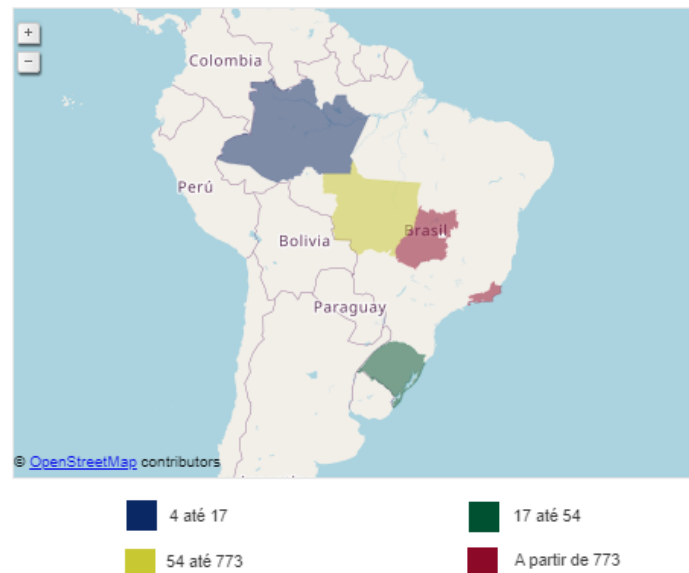 +
−
Colombia
Perú
Brasil
Bolivia
Paraguay
© OpenStreetMap contributors
4 até 17
17 até 54
54 até 773
A partir de 773